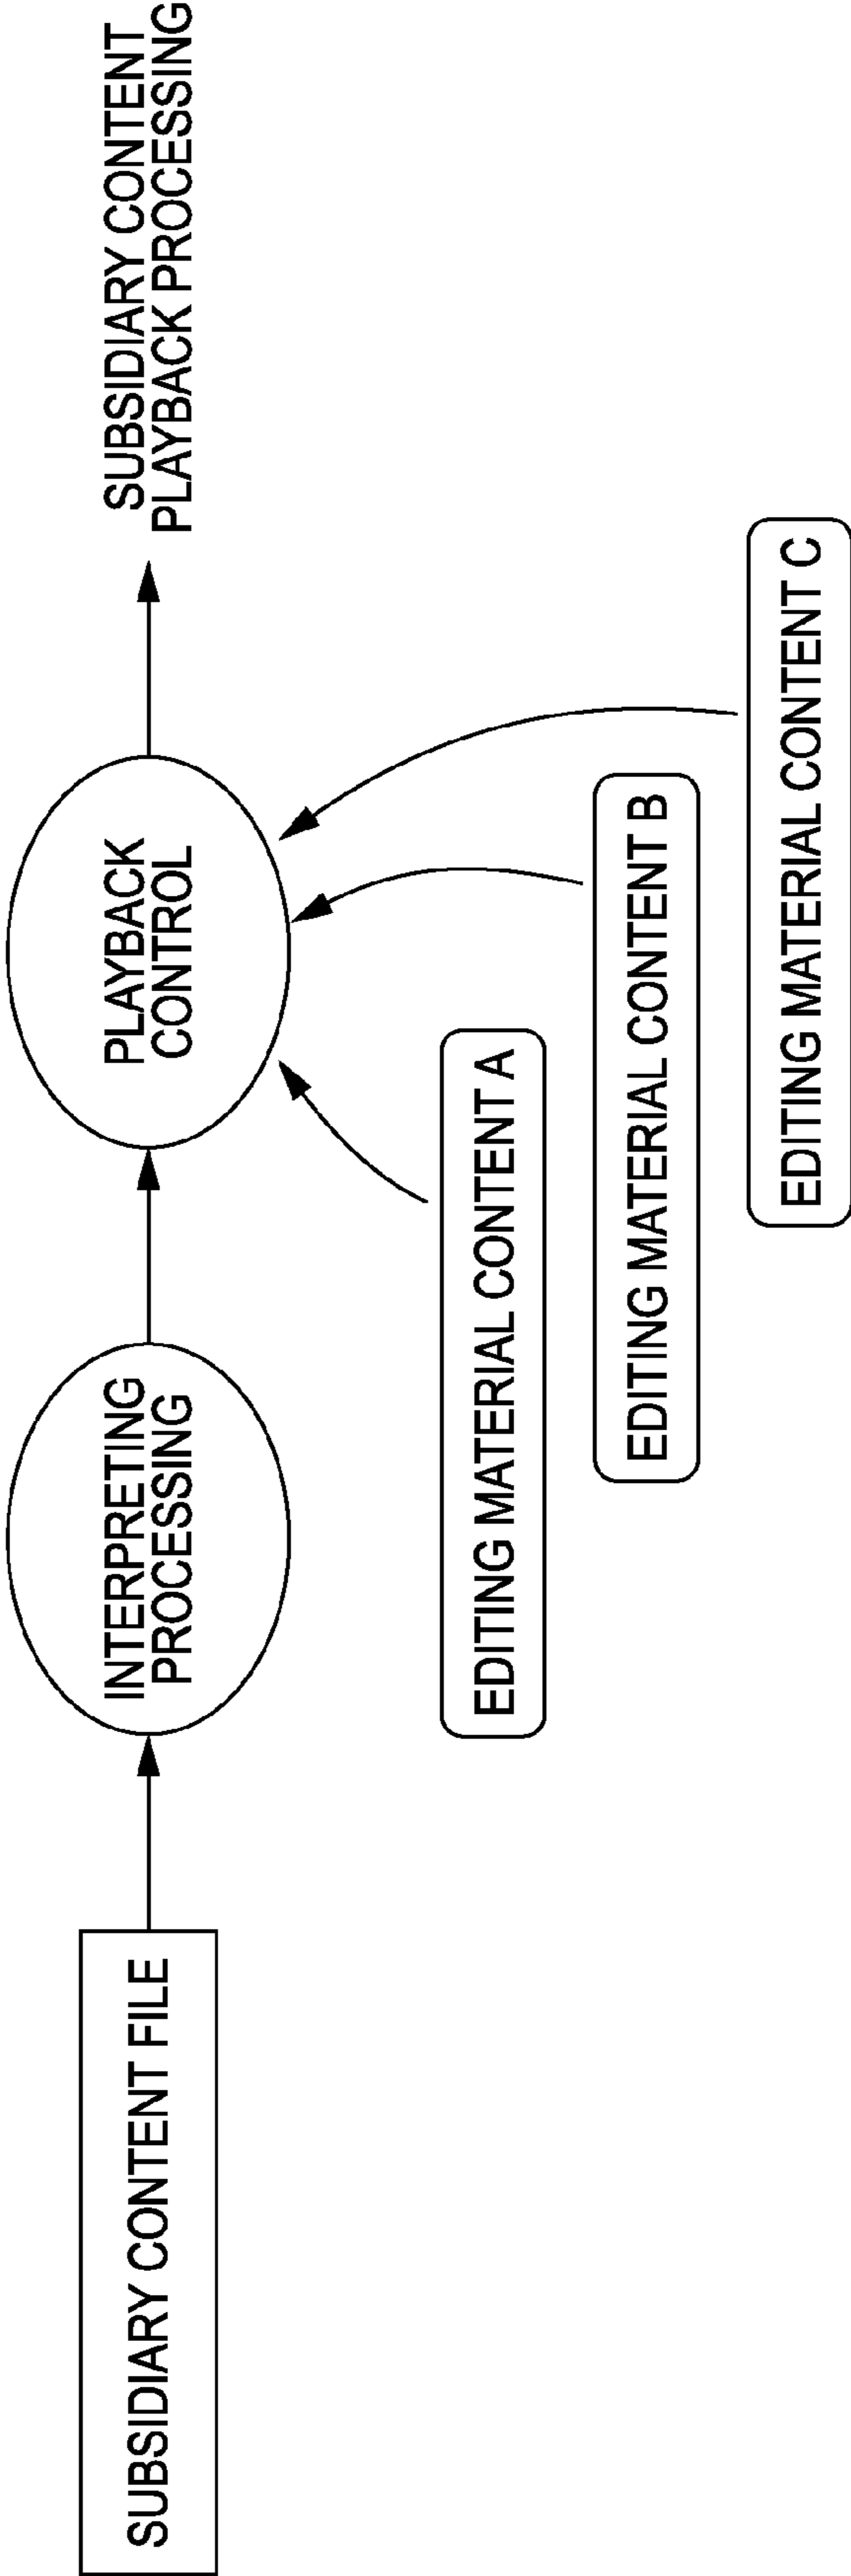 SUBSIDIARY CONTENT FILE
INTERPRETING
PROCESSING
PLAYBACK
CONTROL
SUBSIDIARY CONTENT
PLAYBACK PROCESSING
EDITING MATERIAL CONTENT A
EDITING MATERIAL CONTENT B
EDITING MATERIAL CONTENT C